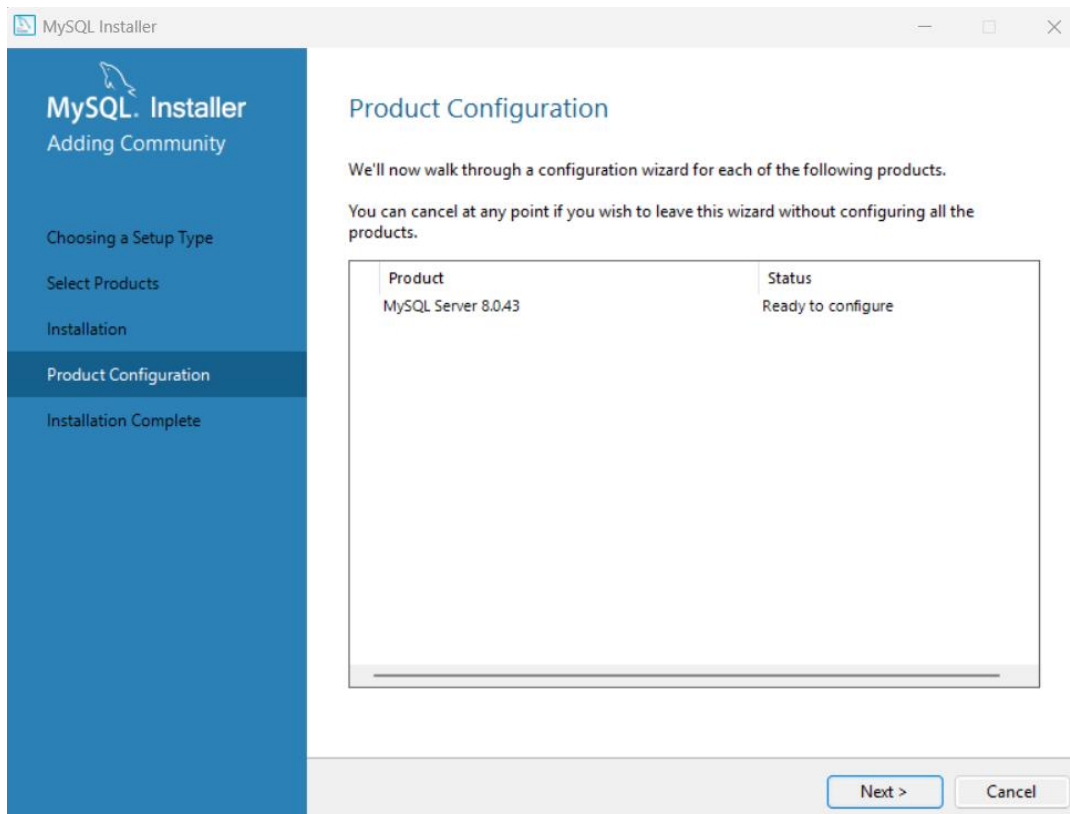 MySQL Installer
MySQL. Installer
Adding Community
Choosing a Setup Type
Select Products
Installation
Product Configuration
Installation Complete
Product Configuration
We'll now walk through a configuration wizard for each of the following products.
You can cancel at any point if you wish to leave this wizard without configuring all the
products.
Product Status
MySQL Server 8.0.43 Ready to configure
Next > Cancel